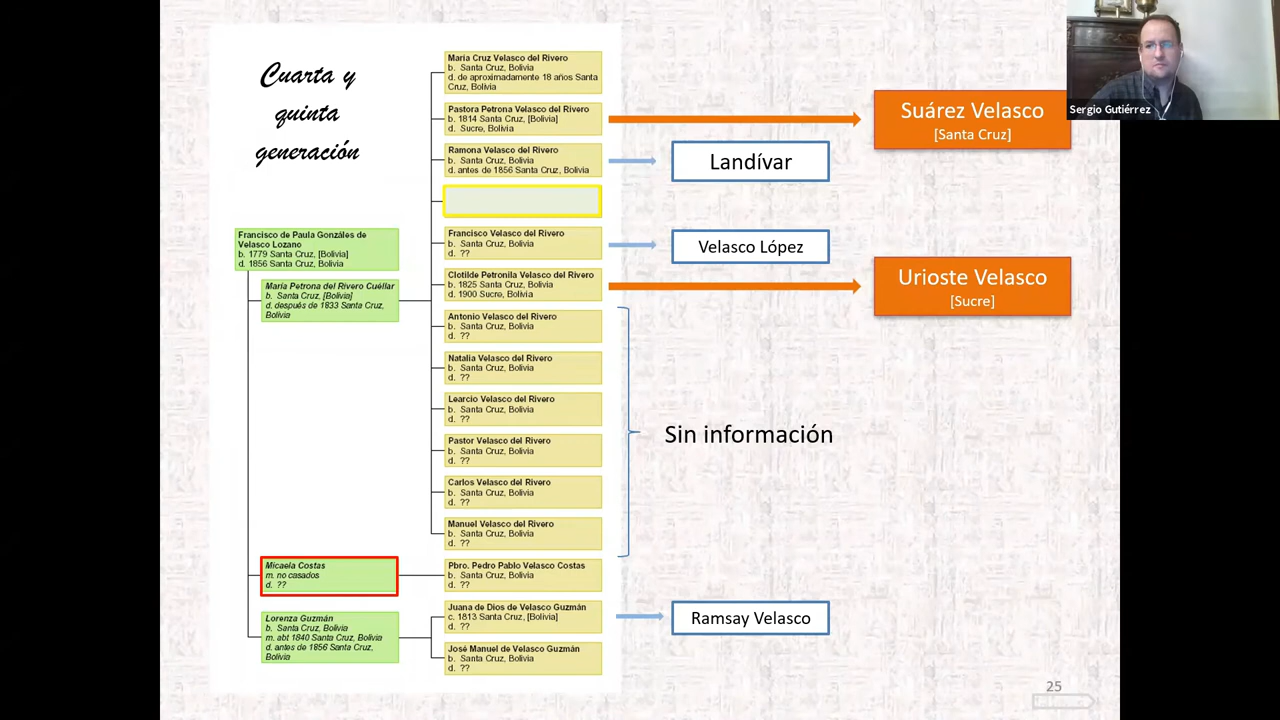 Cuarta y
quinta
generación
Francisco de Paula Gonzáles de
Velasco Lozano
b. 1779 Santa Cruz, [Bolivia]
d. 1856 Santa Cruz, Bolivia
María Petrona del Rivero Cuéllar
b. Santa Cruz, [Bolivia]
d. después de 1833 Santa Cruz,
Bolivia
Micaela Costas
m. no casados
d. ??
Lorenza Guzmán
b. Santa Cruz, Bolivia
m. abt 1840 Santa Cruz, Bolivia
d. antes de 1856 Santa Cruz,
Bolivia
María Cruz Velasco del Rivero
b. Santa Cruz, Bolivia
d. de aproximadamente 18 años Santa
Cruz, Bolivia
Pastora Petrona Velasco del Rivero
b. 1814 Santa Cruz, [Bolivia]
d. Sucre, Bolivia
Ramona Velasco del Rivero
b. Santa Cruz, Bolivia
d. antes de 1856 Santa Cruz, Bolivia
Francisco Velasco del Rivero
b. Santa Cruz, Bolivia
d. ??
Clotilde Petronila Velasco del Rivero
b. 1825 Santa Cruz, Bolivia
d. 1900 Sucre, Bolivia
Antonio Velasco del Rivero
b. Santa Cruz, Bolivia
d. ??
Natalia Velasco del Rivero
b. Santa Cruz, Bolivia
d. ??
Learcio Velasco del Rivero
b. Santa Cruz, Bolivia
d. ??
Pastor Velasco del Rivero
b. Santa Cruz, Bolivia
d. ??
Carlos Velasco del Rivero
b. Santa Cruz, Bolivia
d. ??
Manuel Velasco del Rivero
b. Santa Cruz, Bolivia
d. ??
Pbro. Pedro Pablo Velasco Costas
b. Santa Cruz, Bolivia
d. ??
Juana de Dios de Velasco Guzmán
c. 1813 Santa Cruz, [Bolivia]
d. ??
José Manuel de Velasco Guzmán
b. Santa Cruz, Bolivia
d. ??
Suárez Velasco
[Santa Cruz]
Landívar
Velasco López
Urioste Velasco
[Sucre]
Sin información
Ramsay Velasco
Sergio Gutiérrez
25